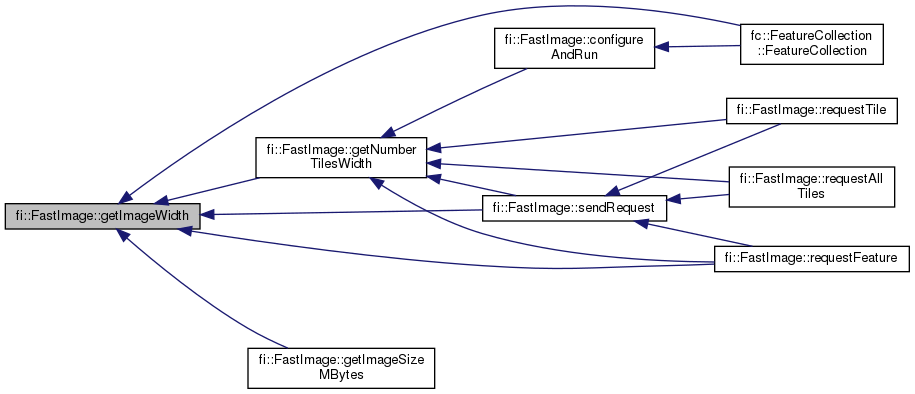 fi::FastImage::getImageWidth
fi::FastImage::getNumber
TilesWidth
fi::FastImage::getImageSize
MBytes
fi::FastImage::configure
AndRun
fi::FastImage::sendRequest
fc::FeatureCollection
::FeatureCollection
fi::FastImage::requestTile
fi::FastImage::requestAll
Tiles
fi::FastImage::requestFeature